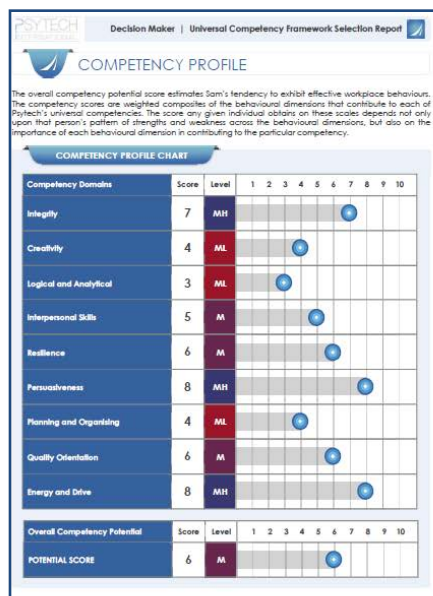 PSYTECH
INTERNATIONAL
Decision Maker | Universal Competency Framework Selection Report
COMPETENCY PROFILE
The overall competency potential score estimates Sam's tendency to exhibit effective workplace behaviours.
The competency scores are weighted composites of the behavioural dimensions that contribute to each of
Psytech's universal competencies. The score any given individual obtains on these scales depends not only
upon that person's pattern of strengths and weakness across the behavioural dimensions, but also on the
importance of each behavioural dimension in contributing to the particular competency.
COMPETENCY PROFILE CHART
Competency Domains Score Level 1 2 3 4 5 6 7 8 9 10
Integrity 7 MH
Creativity 4 ML
Logical and Analytical 3 ML
Interpersonal Skills 5 M
Resilience 6 M
Persuasiveness 8 MH
Planning and Organising 4 ML
Quality Orientation 6 M
Energy and Drive 8 MH
Overall Competency Potential Score Level 1 2 3 4 5 6 7 8 9 10
POTENTIAL SCORE 6 M